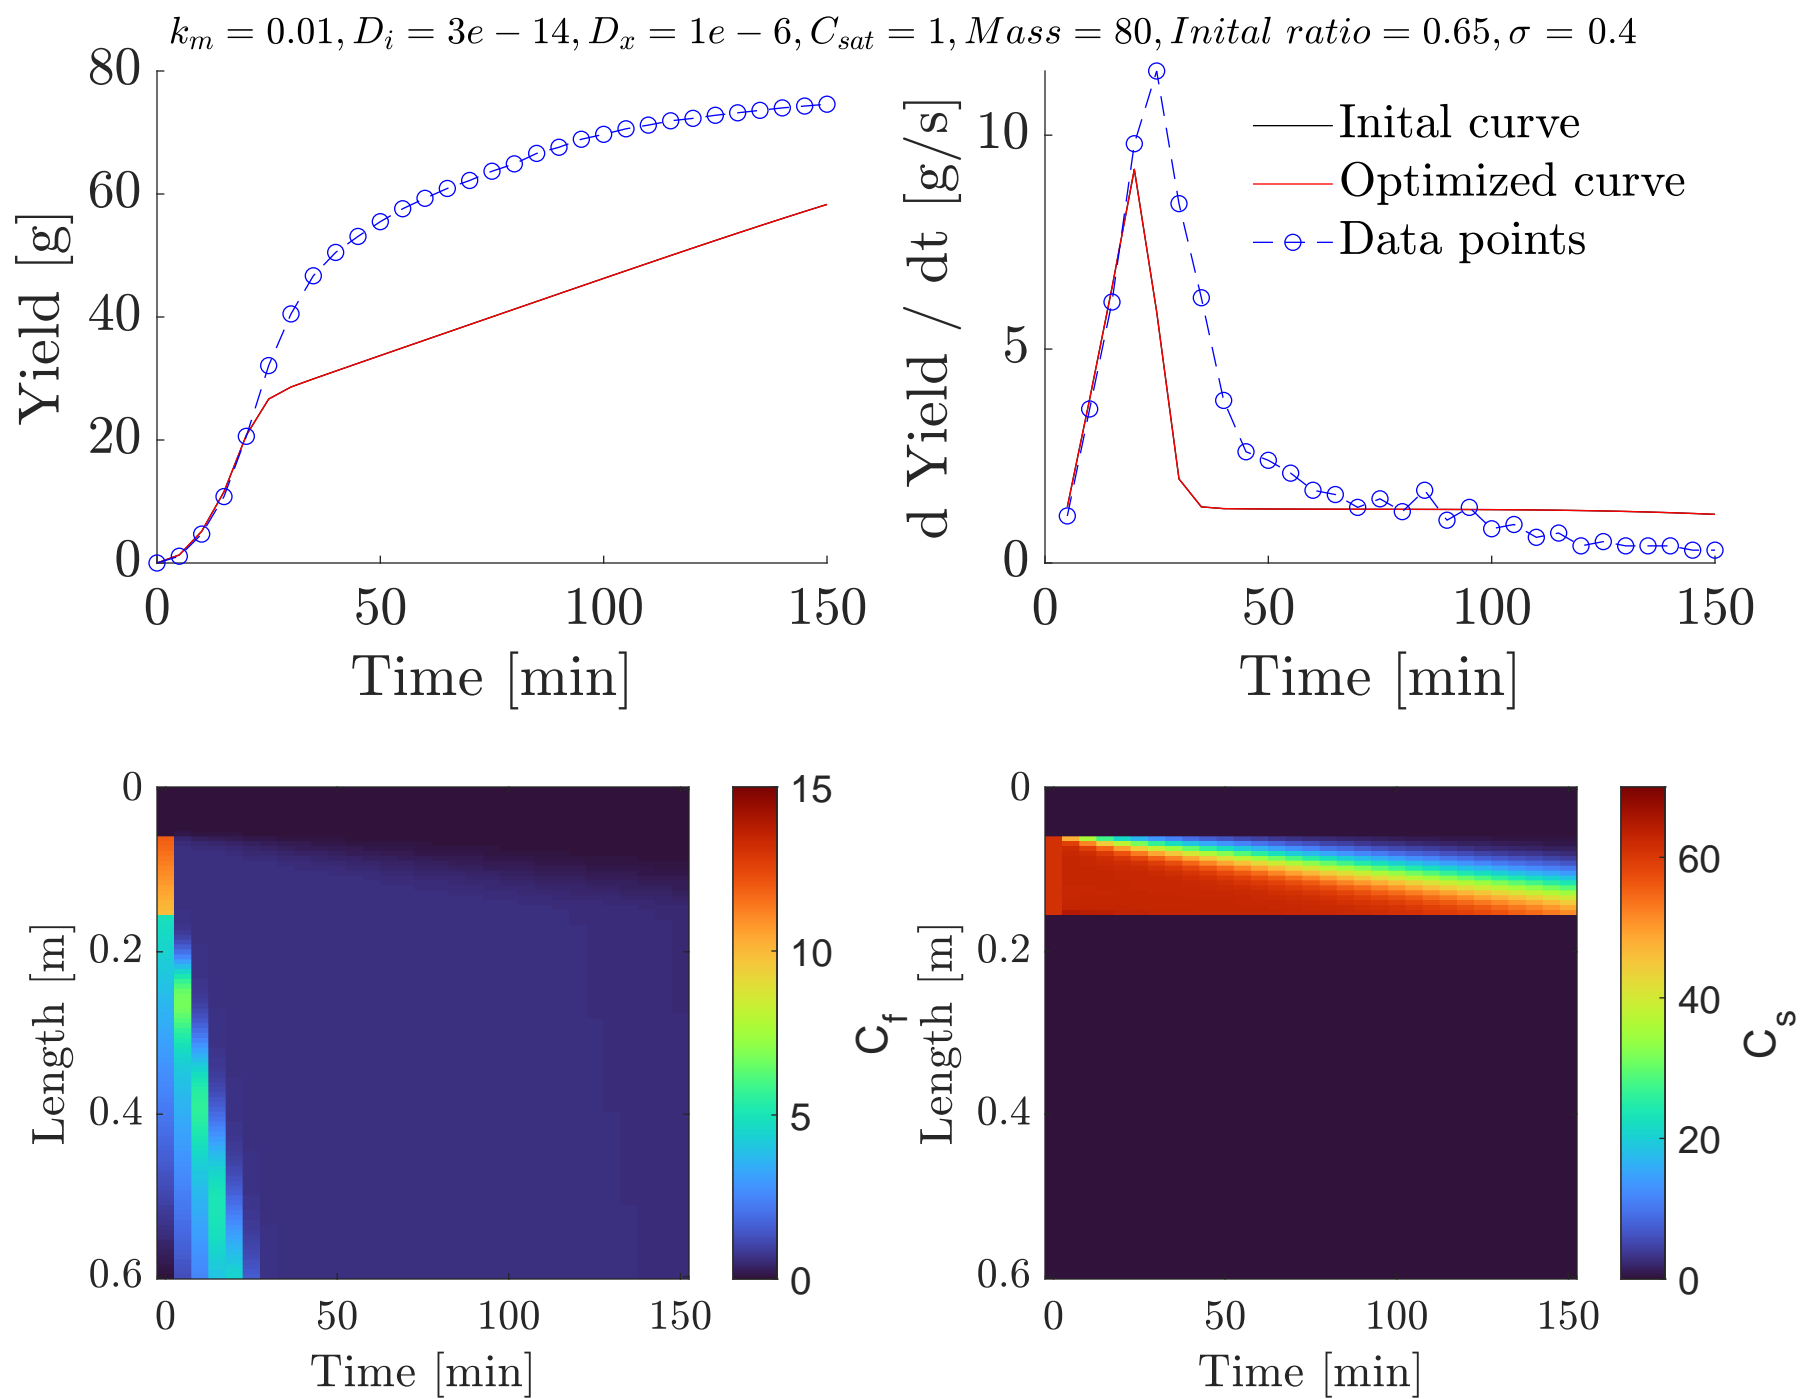 k_m = 0.01, D_i = 3e − 14, D_x = 1e − 6, C_sat = 1, Mass = 80, Inital ratio = 0.65, σ = 0.4
80
60
40
20
0
0 50 100 150
Yield [g]
Time [min]
10
5
0
0 50 100 150
d Yield / dt [g/s]
Time [min]
Inital curve
Optimized curve
Data points
0
0.2
0.4
0.6
0 50 100 150
Length [m]
Time [min]
15
10
5
0
C_f
0
0.2
0.4
0.6
0 50 100 150
Length [m]
Time [min]
60
40
20
0
C_s